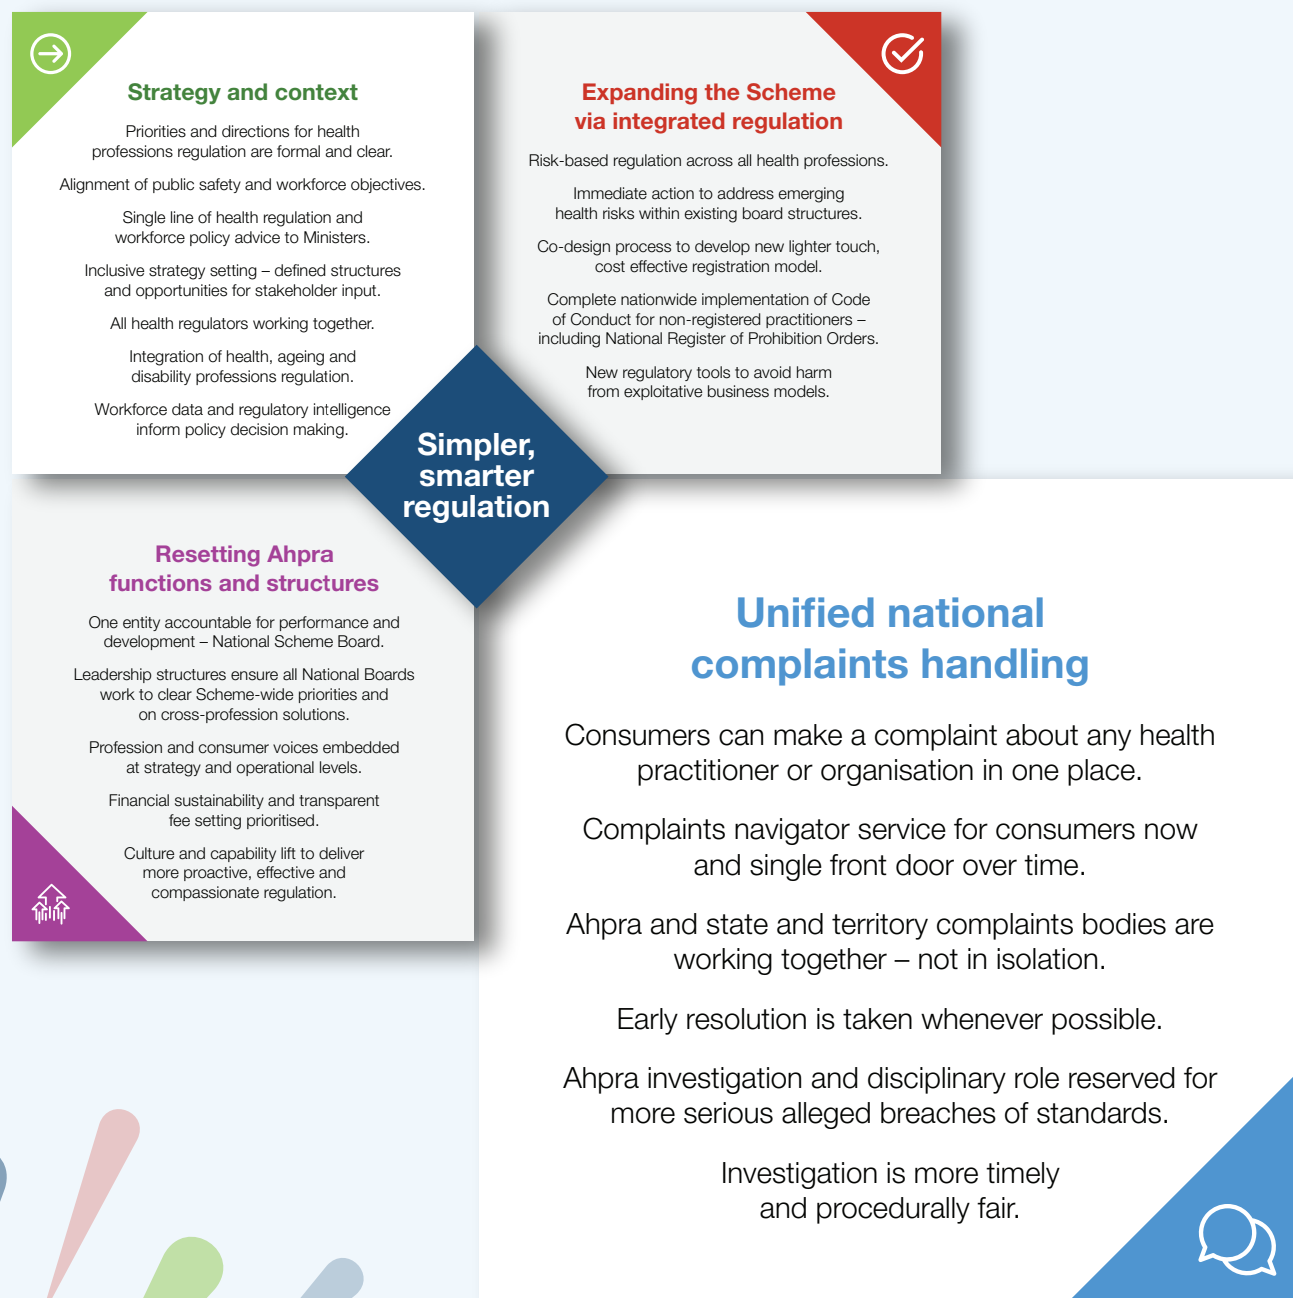 Strategy and context
Priorities and directions for health
professions regulation are formal and clear.
Alignment of public safety and workforce objectives.
Single line of health regulation and
workforce policy advice to Ministers.
Inclusive strategy setting – defined structures
and opportunities for stakeholder input.
All health regulators working together.
Integration of health, ageing and
disability professions regulation.
Workforce data and regulatory intelligence
inform policy decision making.
Expanding the Scheme
via integrated regulation
Risk-based regulation across all health professions.
Immediate action to address emerging
health risks within existing board structures.
Co-design process to develop new lighter touch,
cost effective registration model.
Complete nationwide implementation of Code
of Conduct for non-registered practitioners –
including National Register of Prohibition Orders.
New regulatory tools to avoid harm
from exploitative business models.
Simpler,
smarter
regulation
Resetting Ahpra
functions and structures
One entity accountable for performance and
development – National Scheme Board.
Leadership structures ensure all National Boards
work to clear Scheme-wide priorities and
on cross-profession solutions.
Profession and consumer voices embedded
at strategy and operational levels.
Financial sustainability and transparent
fee setting prioritised.
Culture and capability lift to deliver
more proactive, effective and
compassionate regulation.
Unified national
complaints handling
Consumers can make a complaint about any health
practitioner or organisation in one place.
Complaints navigator service for consumers now
and single front door over time.
Ahpra and state and territory complaints bodies are
working together – not in isolation.
Early resolution is taken whenever possible.
Ahpra investigation and disciplinary role reserved for
more serious alleged breaches of standards.
Investigation is more timely
and procedurally fair.